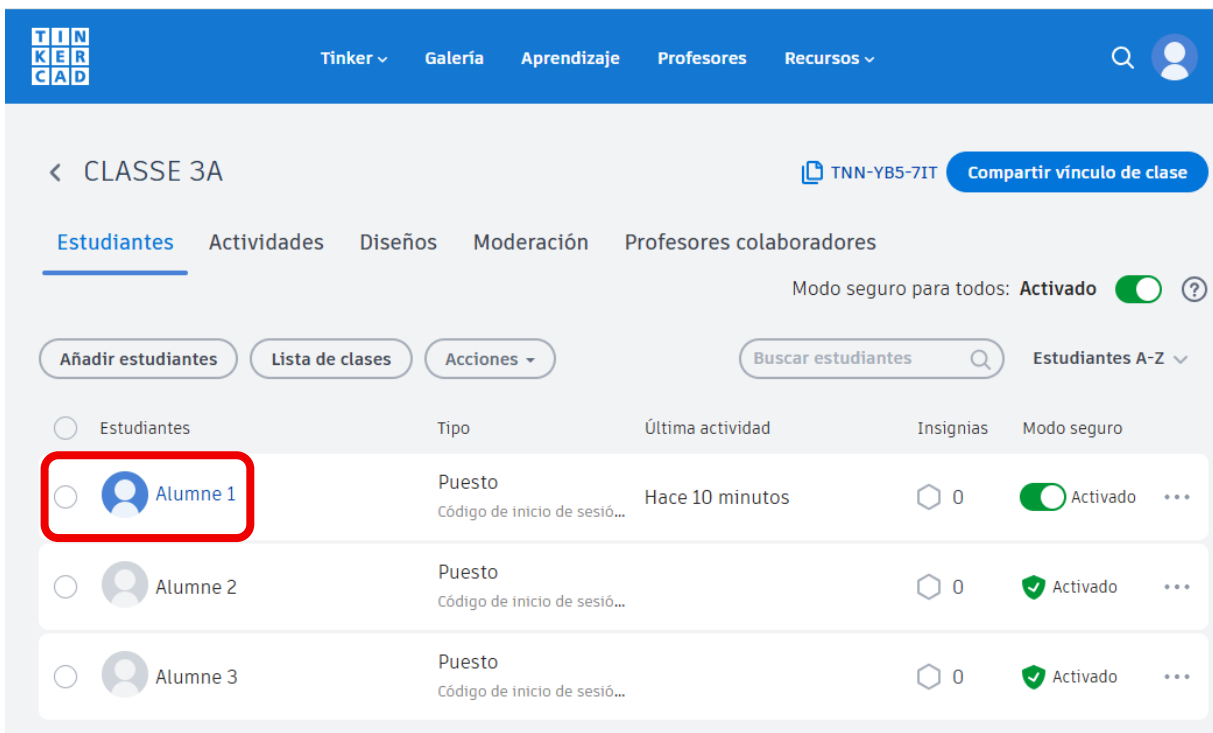 TINKERCAD
Tinker Galería Aprendizaje Profesores Recursos
CLASSE 3A
TNN-YB5-7IT Compartir vínculo de clase
Estudiantes Actividades Diseños Moderación Profesores colaboradores
Modo seguro para todos: Activado ?
Añadir estudiantes Lista de clases Acciones Buscar estudiantes Estudiantes A-Z
Estudiantes Tipo Última actividad Insignias Modo seguro
Alumne 1 Puesto Hace 10 minutos 0 Activado ...
Código de inicio de sesió...
Alumne 2 Puesto 0 Activado ...
Código de inicio de sesió...
Alumne 3 Puesto 0 Activado ...
Código de inicio de sesió...